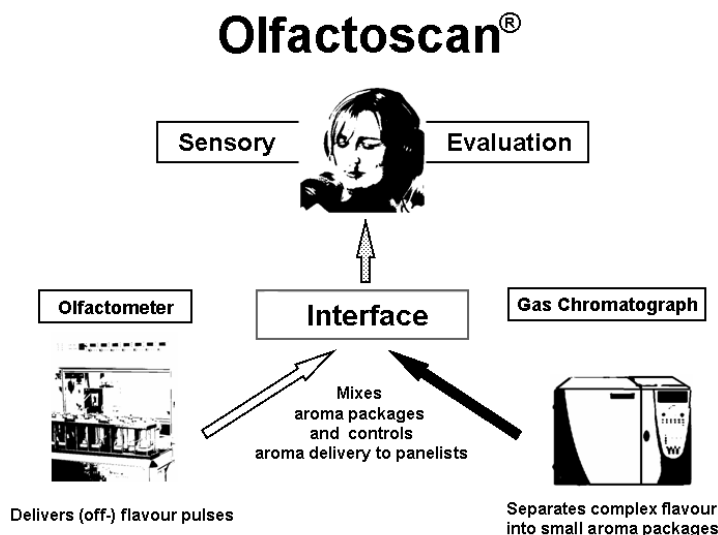 Olfactoscan®
Sensory
Evaluation
Olfactometer
Interface
Gas Chromatograph
Mixes
aroma packages
and controls
aroma delivery to panelists
Delivers (off-) flavour pulses
Separates complex flavour
into small aroma packages